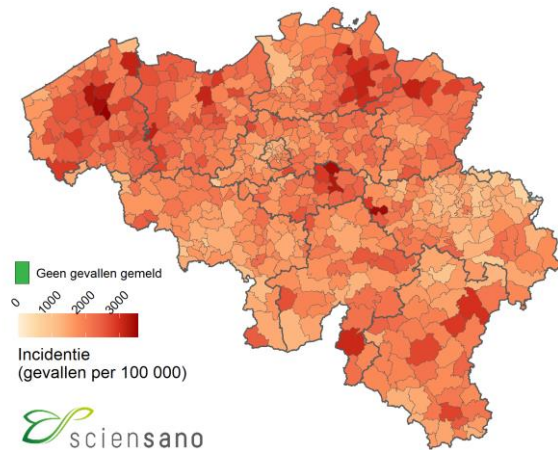 Geen gevallen gemeld
0 1000 2000 3000
Incidentie
(gevallen per 100 000)
sciensano